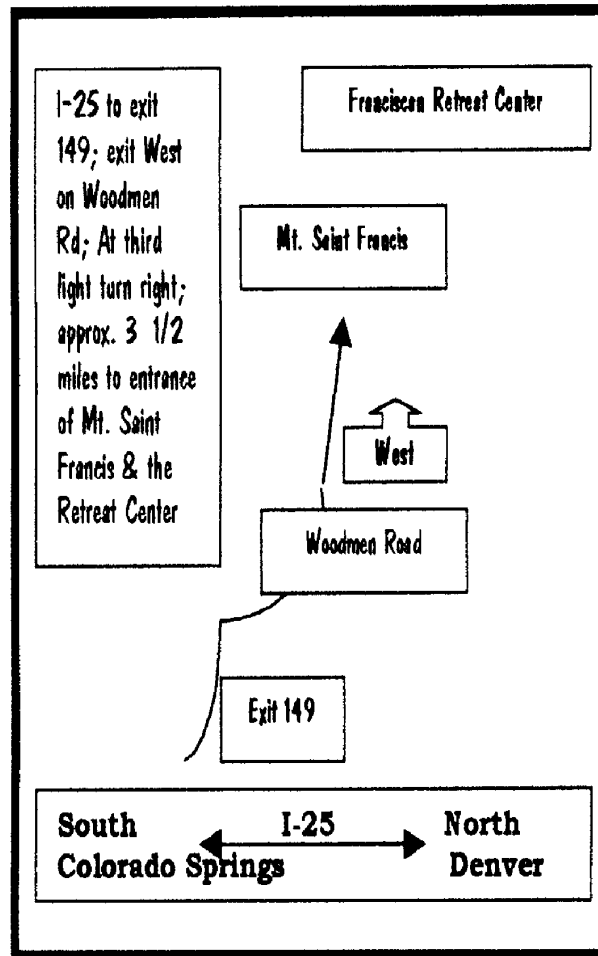 I-25 to exit
149; exit West
on Woodmen
Rd; At third
light turn right;
approx. 3 1/2
miles to entrance
of Mt. Saint
Francis & the
Retreat Center
Franciscan Retreat Center
Mt. Saint Francis
West
Woodmen Road
Exit 149
South I-25 North
Colorado Springs Denver